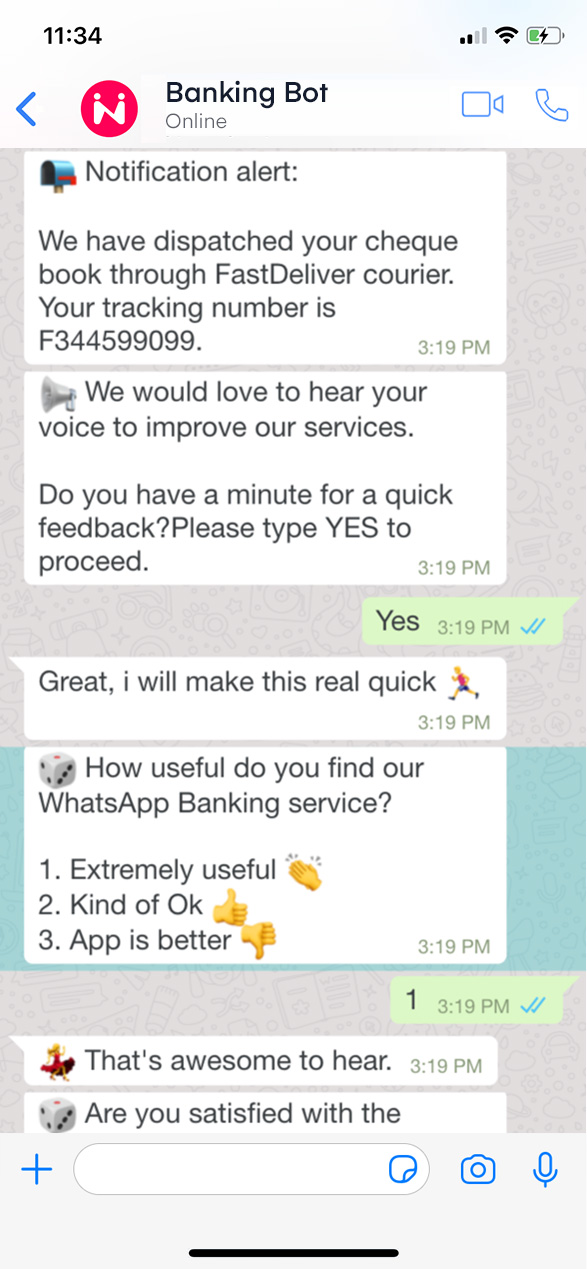 11:34
Banking Bot
Online
📪 Notification alert:
We have dispatched your cheque
book through FastDeliver courier.
Your tracking number is
F344599099.
3:19 PM
📢 We would love to hear your
voice to improve our services.
Do you have a minute for a quick
feedback?Please type YES to
proceed.
3:19 PM
Yes 3:19 PM
Great, i will make this real quick 🏃‍♀️
3:19 PM
🎲 How useful do you find our
WhatsApp Banking service?
1. Extremely useful 👏
2. Kind of Ok 👍
3. App is better 👎
3:19 PM
1 3:19 PM
💃 That's awesome to hear. 3:19 PM
🎲 Are you satisfied with the